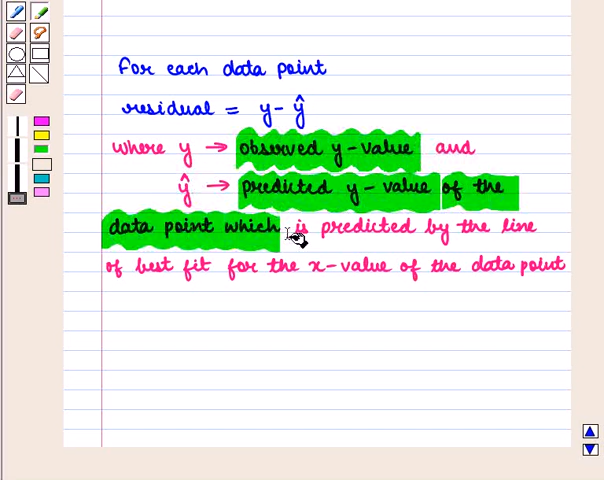 For each data point
residual = y - ŷ
where y → observed y-value and
ŷ → predicted y-value of the
data point which is predicted by the line
of best fit for the x-value of the data point